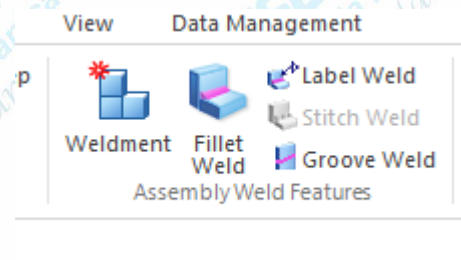 View Data Management
p
Weldment
Fillet
Weld
Label Weld
Stitch Weld
Groove Weld
Assembly Weld Features